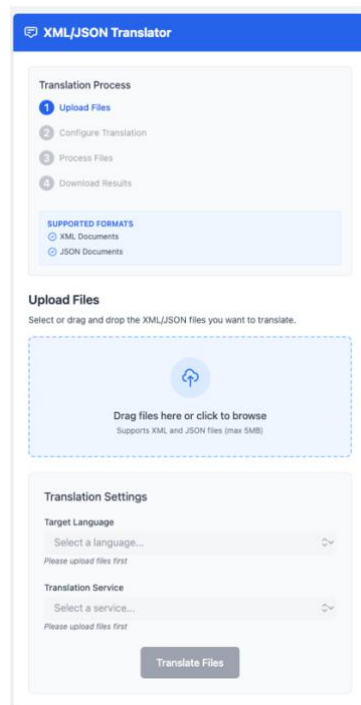 XML/JSON Translator
Translation Process
1 Upload Files
2 Configure Translation
3 Process Files
4 Download Results
SUPPORTED FORMATS
XML Documents
JSON Documents
Upload Files
Select or drag and drop the XML/JSON files you want to translate.
Drag files here or click to browse
Supports XML and JSON files (max 5MB)
Translation Settings
Target Language
Select a language...
Please upload files first
Translation Service
Select a service...
Please upload files first
Translate Files